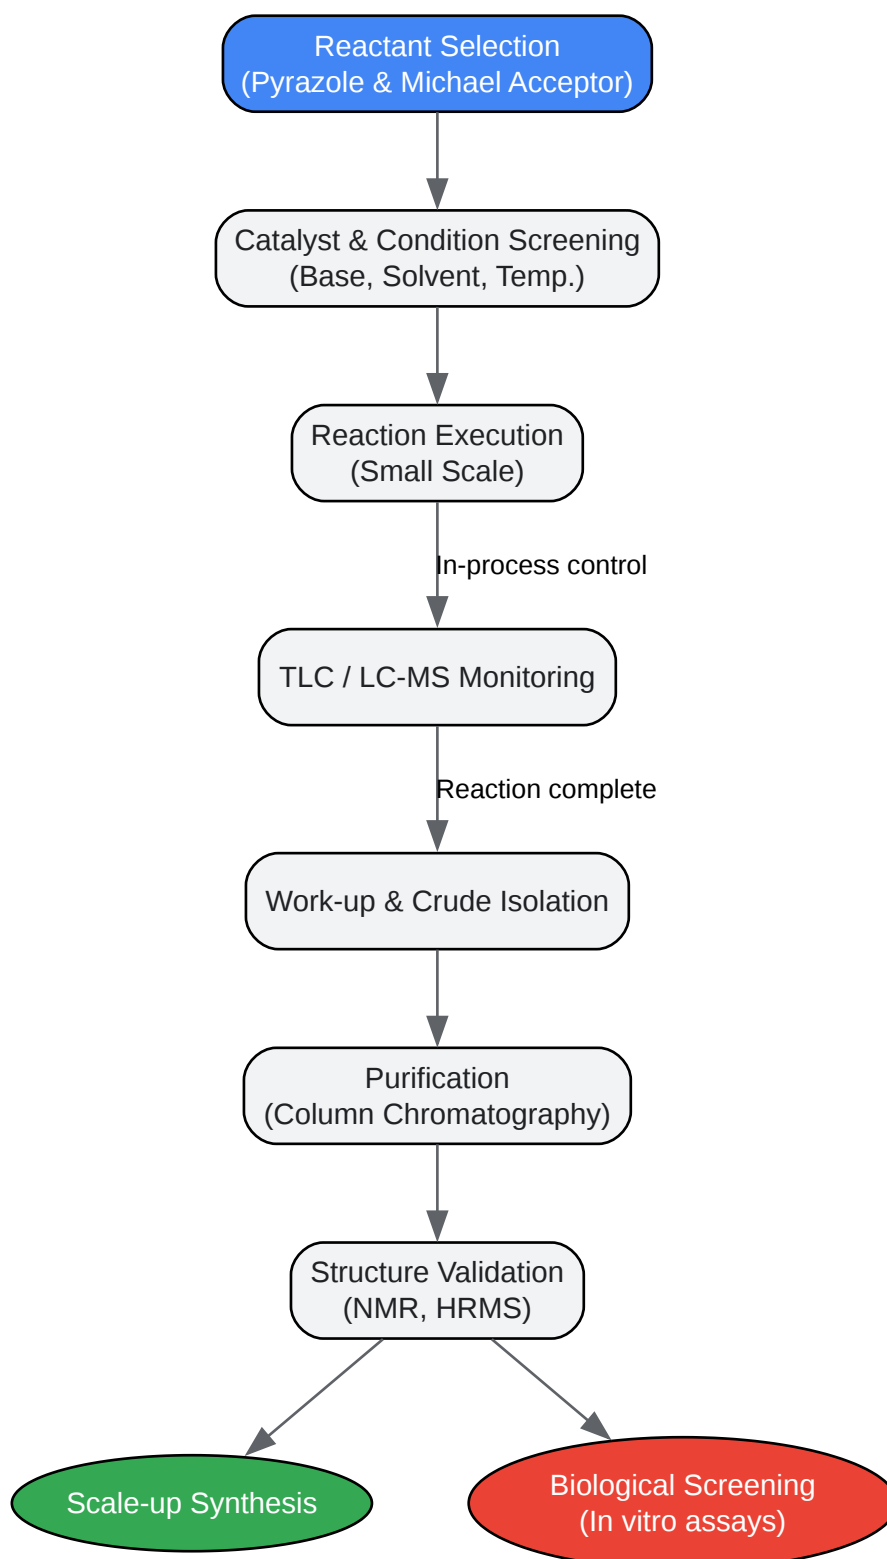 Reactant Selection
(Pyrazole & Michael Acceptor)
Catalyst & Condition Screening
(Base, Solvent, Temp.)
Reaction Execution
(Small Scale)
In-process control
TLC / LC-MS Monitoring
Reaction complete
Work-up & Crude Isolation
Purification
(Column Chromatography)
Structure Validation
(NMR, HRMS)
Scale-up Synthesis
Biological Screening
(In vitro assays)